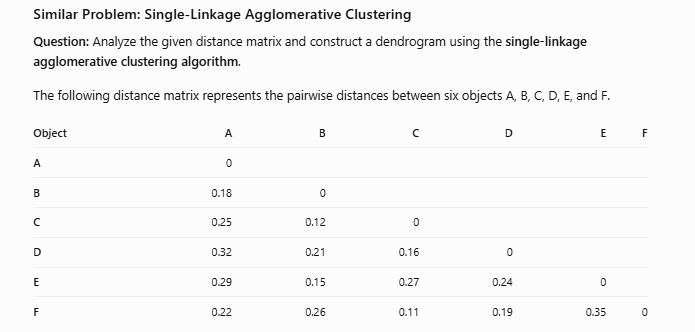 Similar Problem: Single-Linkage Agglomerative Clustering
Question: Analyze the given distance matrix and construct a dendrogram using the single-linkage
agglomerative clustering algorithm.
The following distance matrix represents the pairwise distances between six objects A, B, C, D, E, and F.
Object A B C D E F
A 0
B 0.18 0
C 0.25 0.12 0
D 0.32 0.21 0.16 0
E 0.29 0.15 0.27 0.24 0
F 0.22 0.26 0.11 0.19 0.35 0